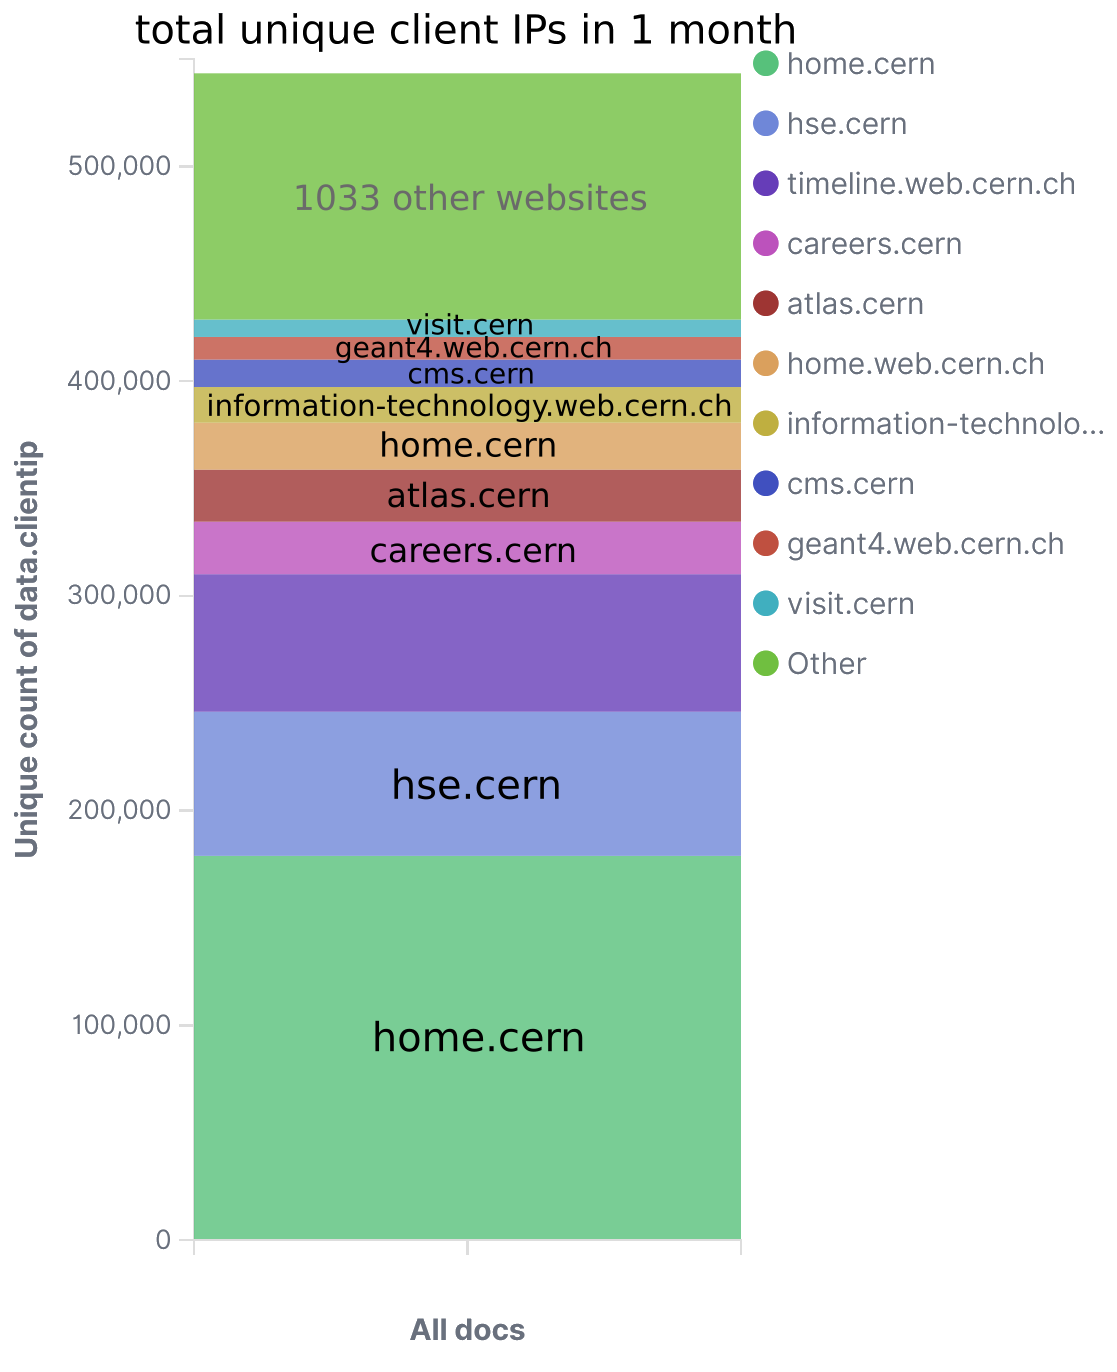 total unique client IPs in 1 month
home.cern
hse.cern
timeline.web.cern.ch
careers.cern
atlas.cern
home.web.cern.ch
information-technolo...
cms.cern
geant4.web.cern.ch
visit.cern
Other
Unique count of data.clientip
500,000
400,000
300,000
200,000
100,000
0
1033 other websites
visit.cern
geant4.web.cern.ch
cms.cern
information-technology.web.cern.ch
home.cern
atlas.cern
careers.cern
hse.cern
home.cern
All docs